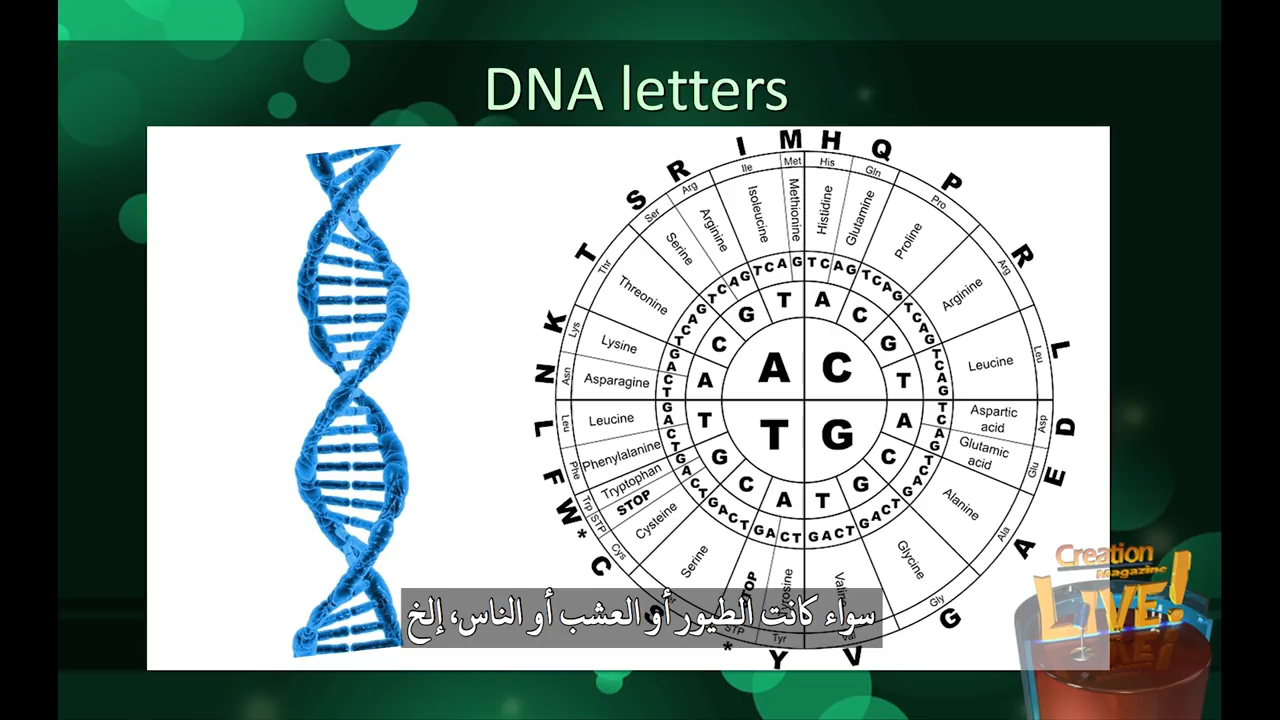 DNA letters
I M H Q
R P
S R
T L
K D
N E
L A
F G
W V
* Y
C *
Ile Met His Gln
Arg Pro
Ser Arg
Thr Leu
Lys Asp
Asn Glu
Leu Ala
Phe Gly
Trp Val
STP Tyr
Cys STP
Isoleucine Methionine Histidine Glutamine
Arginine Proline
Serine Arginine
Threonine Leucine
Lysine Aspartic
acid
Asparagine Glutamic
acid
Leucine Alanine
Phenylalanine Glycine
Tryptophan
STOP
Cysteine
Serine
T C A G T C A G T C A G T C A G
T C A G T C A G T C A G T C A G
G A C T G A C T G A C T G A C T
G A C T G A C T G A C T G A C T
A C G T
A C G T
T G C A
T G C A
A C
T G
سواء كانت الطيور أو العشب أو الناس، إلخ
Creation
Magazine
LIVE!